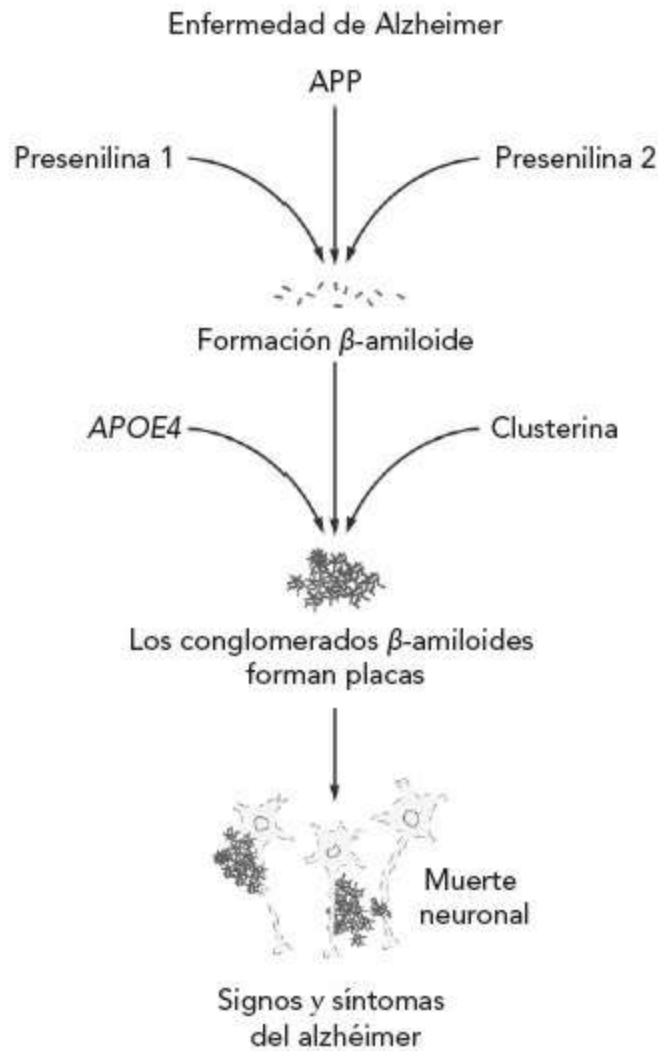 Enfermedad de Alzheimer
APP
Presenilina 1
Presenilina 2
Formación β-amiloide
APOE4
Clusterina
Los conglomerados β-amiloides
forman placas
Muerte
neuronal
Signos y síntomas
del alzhéimer